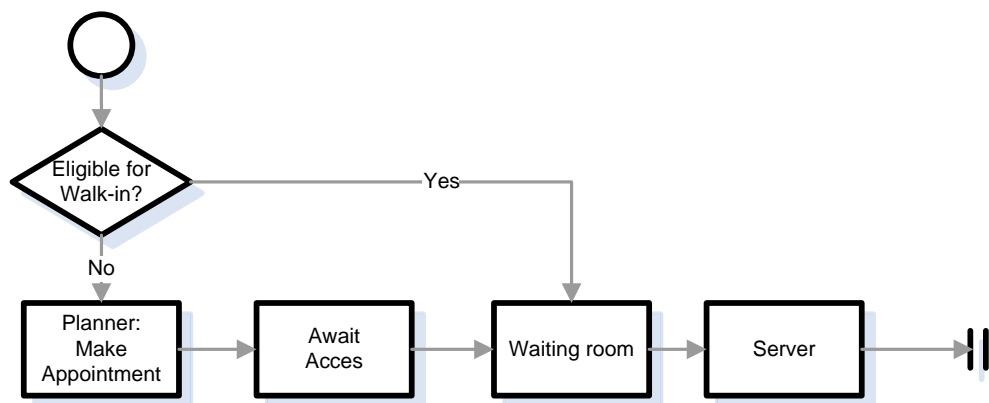 Eligible for
Walk-in?
Yes
No
Planner:
Make
Appointment
Await
Acces
Waiting room
Server